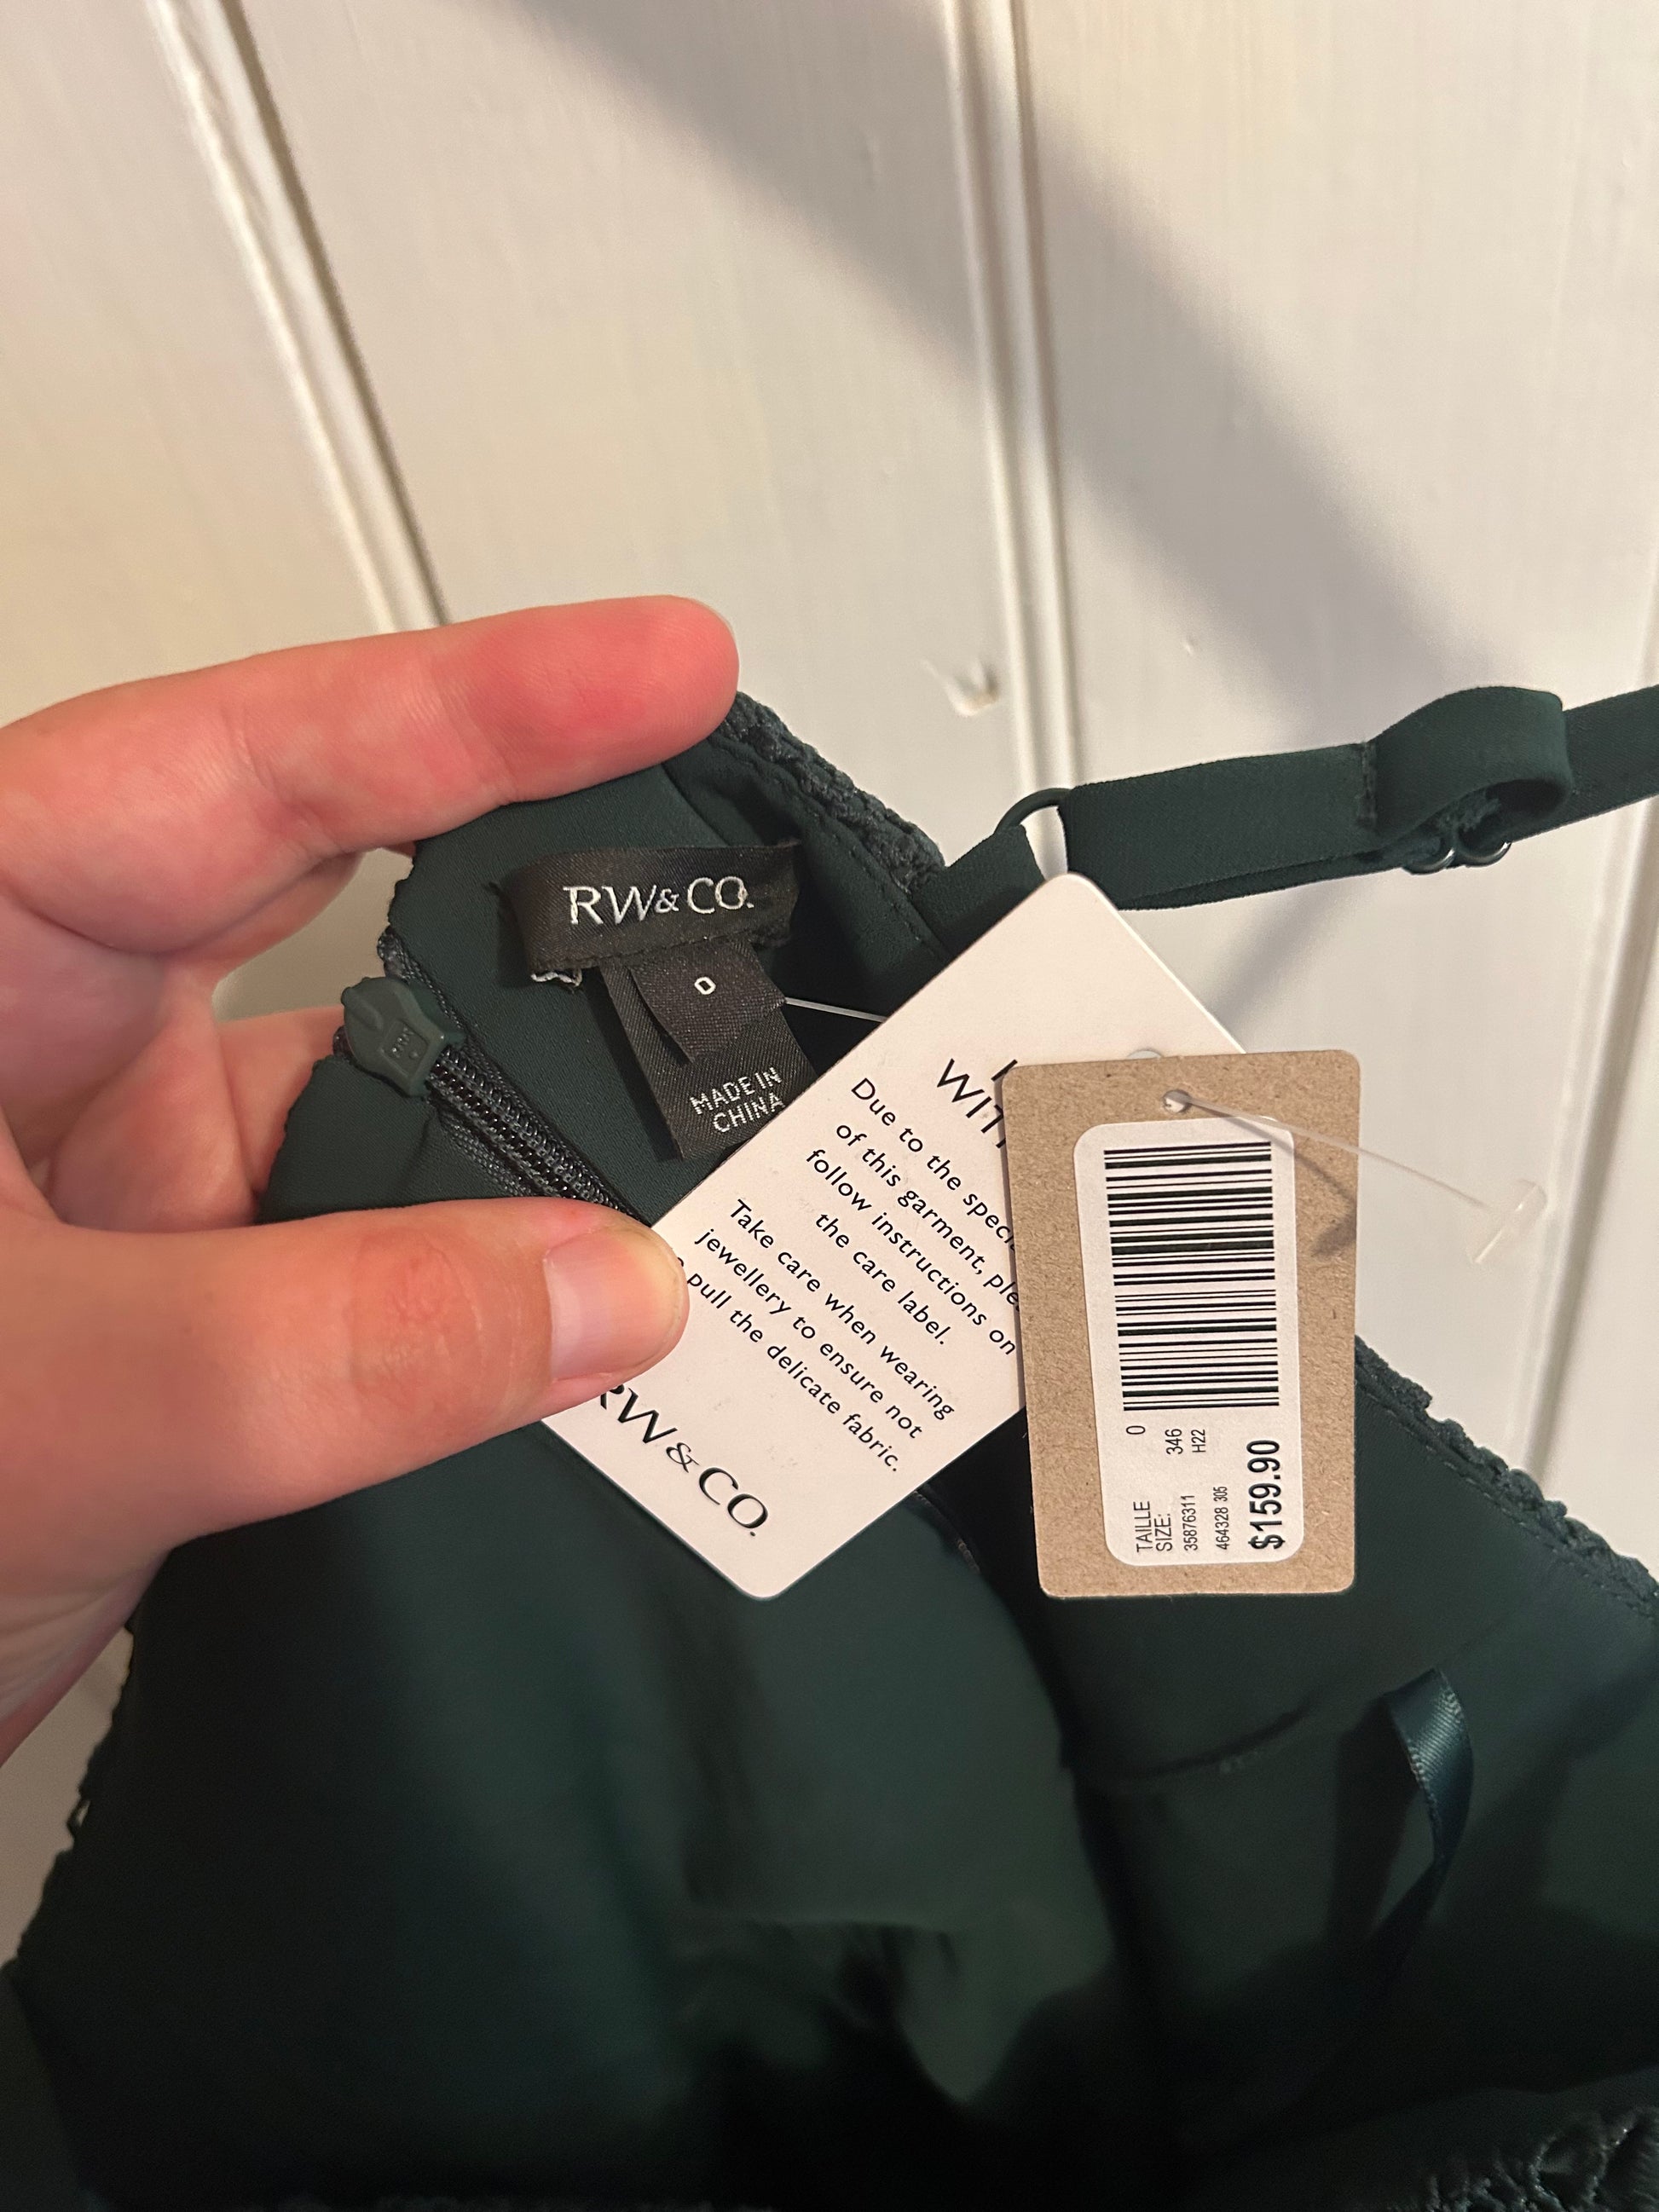 RW&CO.
0
MADE IN
CHINA
Due to the
of this garment,
follow instructions on
the care label.
Take care when wearing
jewellery to ensure not
pull the delicate fabric.
RW&CO.
TAILLE
SIZE: 0
35876311 346
464328 305 H22
$159.90